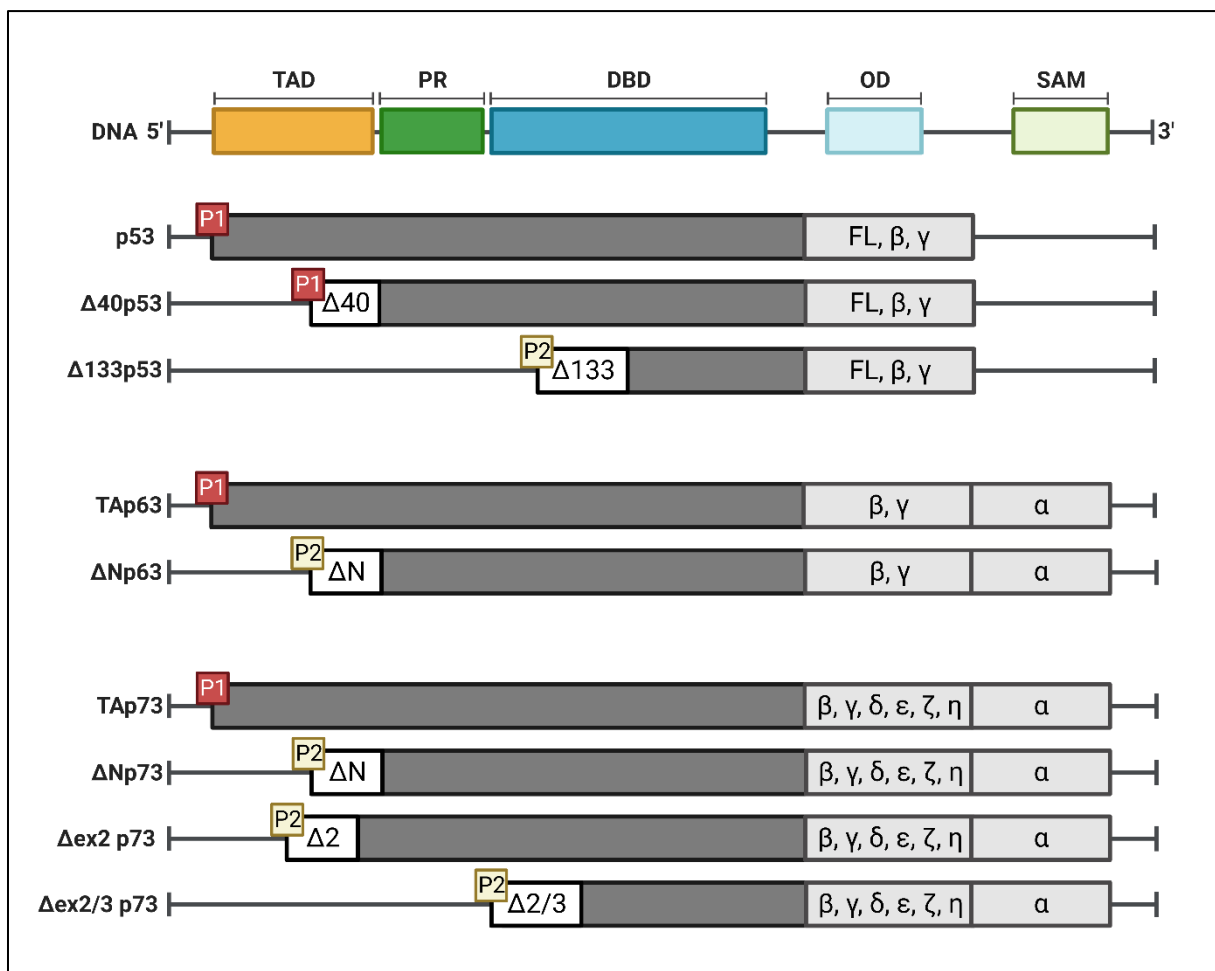 TAD PR DBD OD SAM
DNA 5' 3'
P1
p53 FL, β, γ
P1
Δ40p53 Δ40 FL, β, γ
P2
Δ133p53 Δ133 FL, β, γ
P1
TAp63 β, γ α
P2
ΔNp63 ΔN β, γ α
P1
TAp73 β, γ, δ, ε, ζ, η α
P2
ΔNp73 ΔN β, γ, δ, ε, ζ, η α
P2
Δex2 p73 Δ2 β, γ, δ, ε, ζ, η α
P2
Δex2/3 p73 Δ2/3 β, γ, δ, ε, ζ, η α